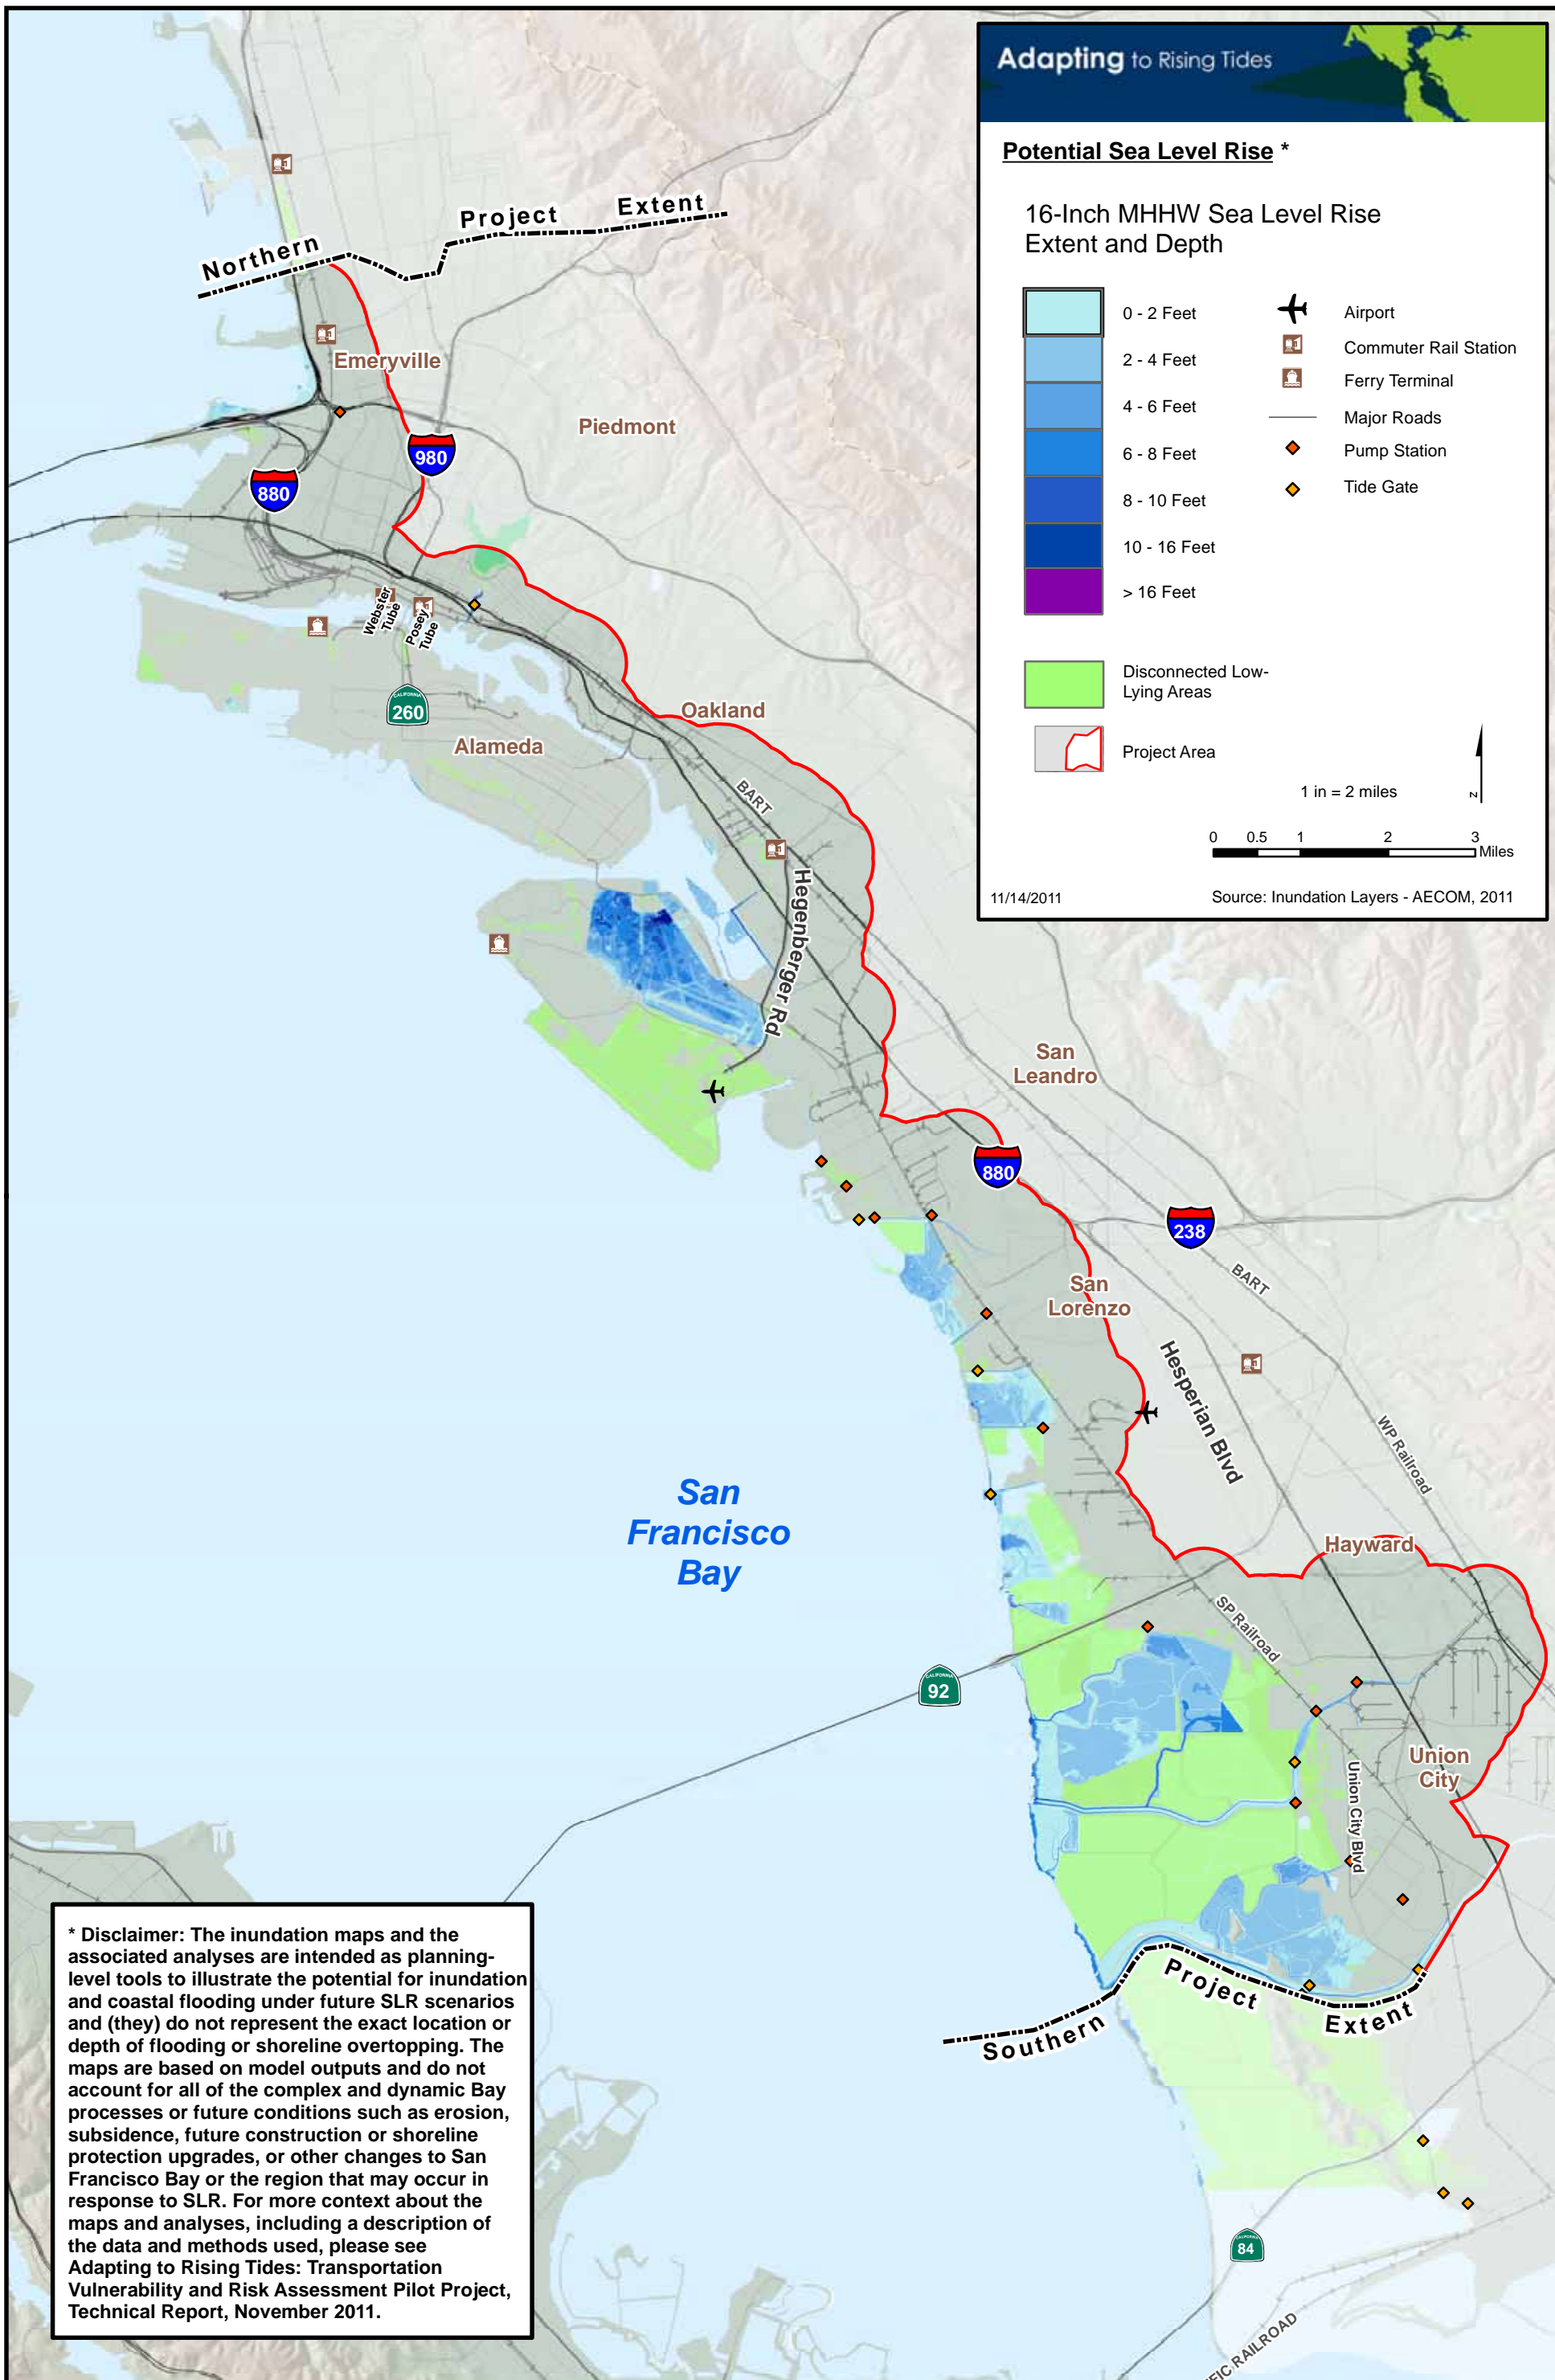 Adapting to Rising Tides
Potential Sea Level Rise *
16-Inch MHHW Sea Level Rise
Extent and Depth
0 - 2 Feet
2 - 4 Feet
4 - 6 Feet
6 - 8 Feet
8 - 10 Feet
10 - 16 Feet
> 16 Feet
Airport
Commuter Rail Station
Ferry Terminal
Major Roads
Pump Station
Tide Gate
Disconnected Low-
Lying Areas
Project Area
1 in = 2 miles
N
0 0.5 1 2 3
Miles
11/14/2011
Source: Inundation Layers - AECOM, 2011
Northern Project Extent
Emeryville
Piedmont
980
880
Webster
Tube
Posey
Tube
CALIFORNIA
260
Oakland
Alameda
BART
Hegenberger Rd
San
Leandro
880
238
BART
San
Lorenzo
Hesperian Blvd
WP Railroad
San
Francisco
Bay
Hayward
SP Railroad
CALIFORNIA
92
Union
City
Union City Blvd
Southern Project Extent
CALIFORNIA
84
FIC RAILROAD
* Disclaimer: The inundation maps and the
associated analyses are intended as planning-
level tools to illustrate the potential for inundation
and coastal flooding under future SLR scenarios
and (they) do not represent the exact location or
depth of flooding or shoreline overtopping. The
maps are based on model outputs and do not
account for all of the complex and dynamic Bay
processes or future conditions such as erosion,
subsidence, future construction or shoreline
protection upgrades, or other changes to San
Francisco Bay or the region that may occur in
response to SLR. For more context about the
maps and analyses, including a description of
the data and methods used, please see
Adapting to Rising Tides: Transportation
Vulnerability and Risk Assessment Pilot Project,
Technical Report, November 2011.